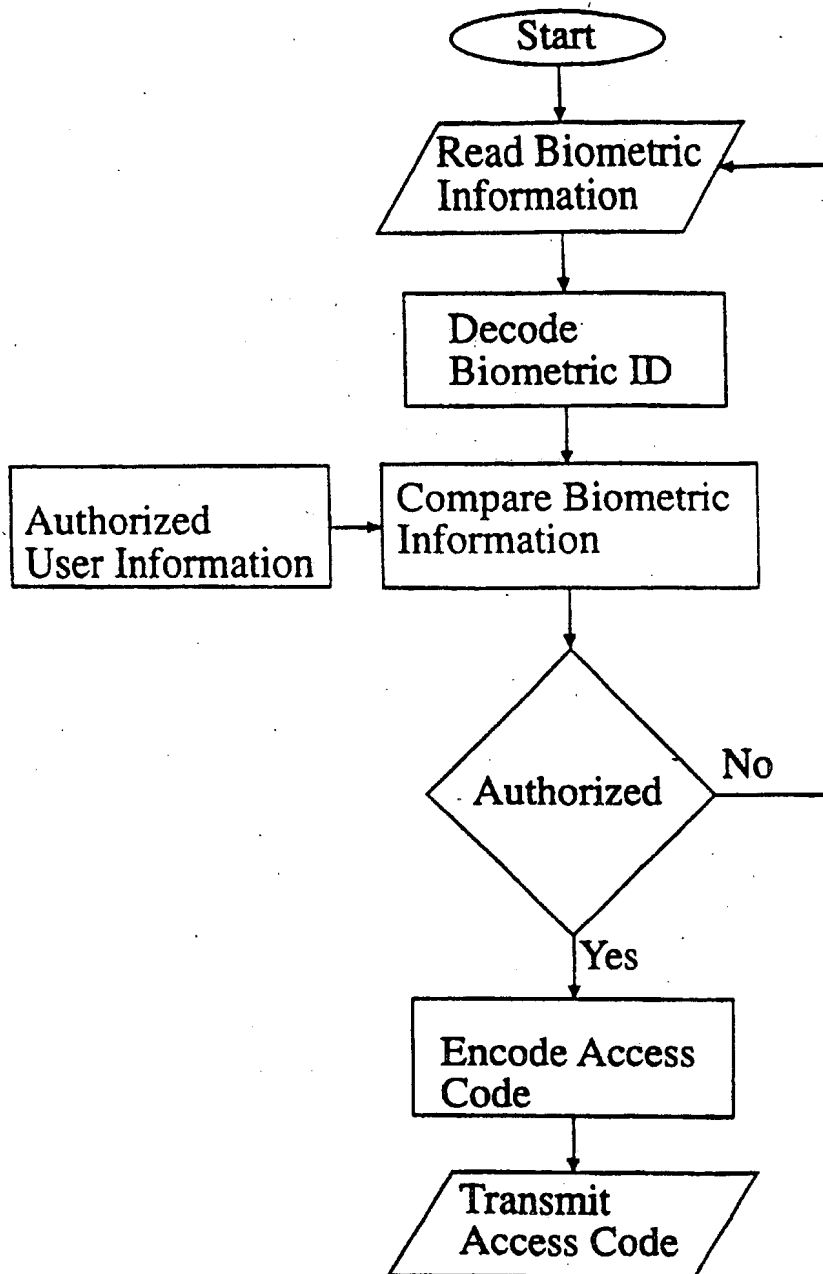 Start
Read Biometric
Information
Decode
Biometric ID
Authorized
User Information
Compare Biometric
Information
Authorized
No
Yes
Encode Access
Code
Transmit
Access Code